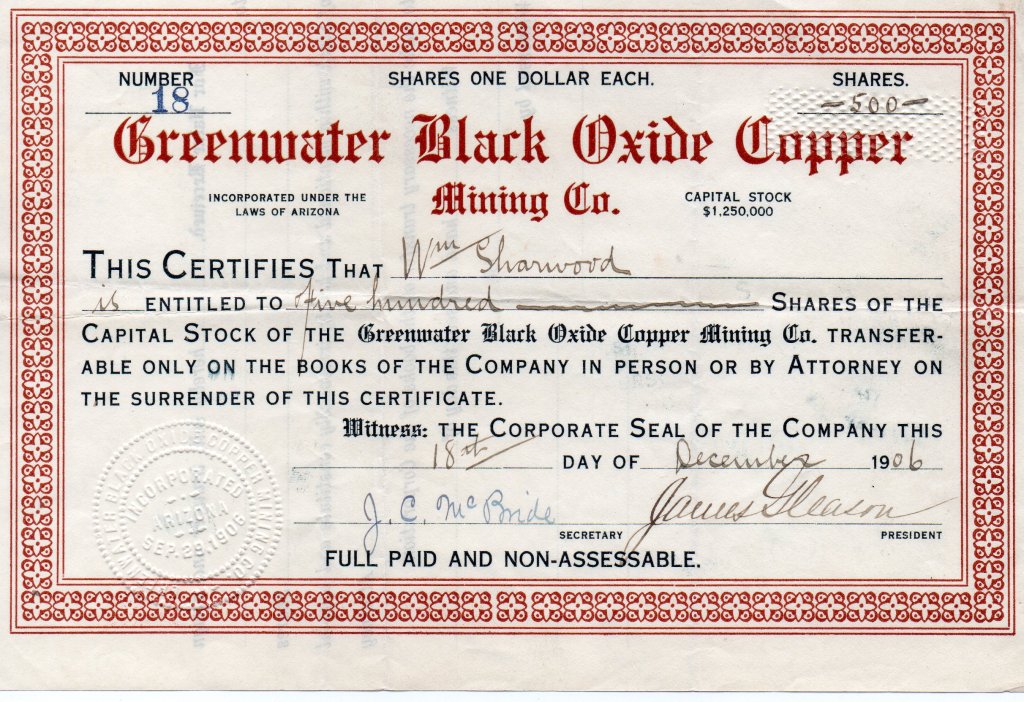 NUMBER SHARES ONE DOLLAR EACH. SHARES.
18 -500-
Greenwater Black Oxide Copper
Mining Co.
INCORPORATED UNDER THE
LAWS OF ARIZONA
CAPITAL STOCK
$1,250,000
THIS CERTIFIES THAT Wm Sharwood
is ENTITLED TO five hundred SHARES OF THE
CAPITAL STOCK OF THE Greenwater Black Oxide Copper Mining Co. TRANSFER-
ABLE ONLY ON THE BOOKS OF THE COMPANY IN PERSON OR BY ATTORNEY ON
THE SURRENDER OF THIS CERTIFICATE.
Witness: THE CORPORATE SEAL OF THE COMPANY THIS
18th DAY OF December 1906
J. C. McBride James Gleason
SECRETARY PRESIDENT
FULL PAID AND NON-ASSESSABLE.
BLACK OXIDE COPPER MINING CO.
INCORPORATED
ARIZONA
SEP. 29, 1906